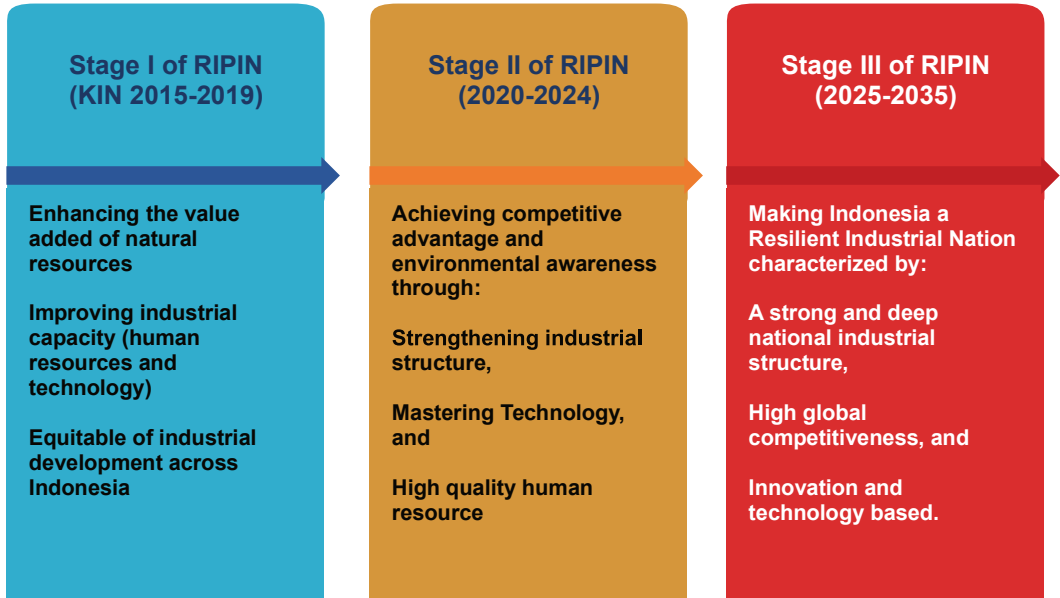 Stage I of RIPIN
(KIN 2015-2019)
Enhancing the value
added of natural
resources
Improving industrial
capacity (human
resources and
technology)
Equitable of industrial
development across
Indonesia
Stage II of RIPIN
(2020-2024)
Achieving competitive
advantage and
environmental awareness
through:
Strengthening industrial
structure,
Mastering Technology,
and
High quality human
resource
Stage III of RIPIN
(2025-2035)
Making Indonesia a
Resilient Industrial Nation
characterized by:
A strong and deep
national industrial
structure,
High global
competitiveness, and
Innovation and
technology based.